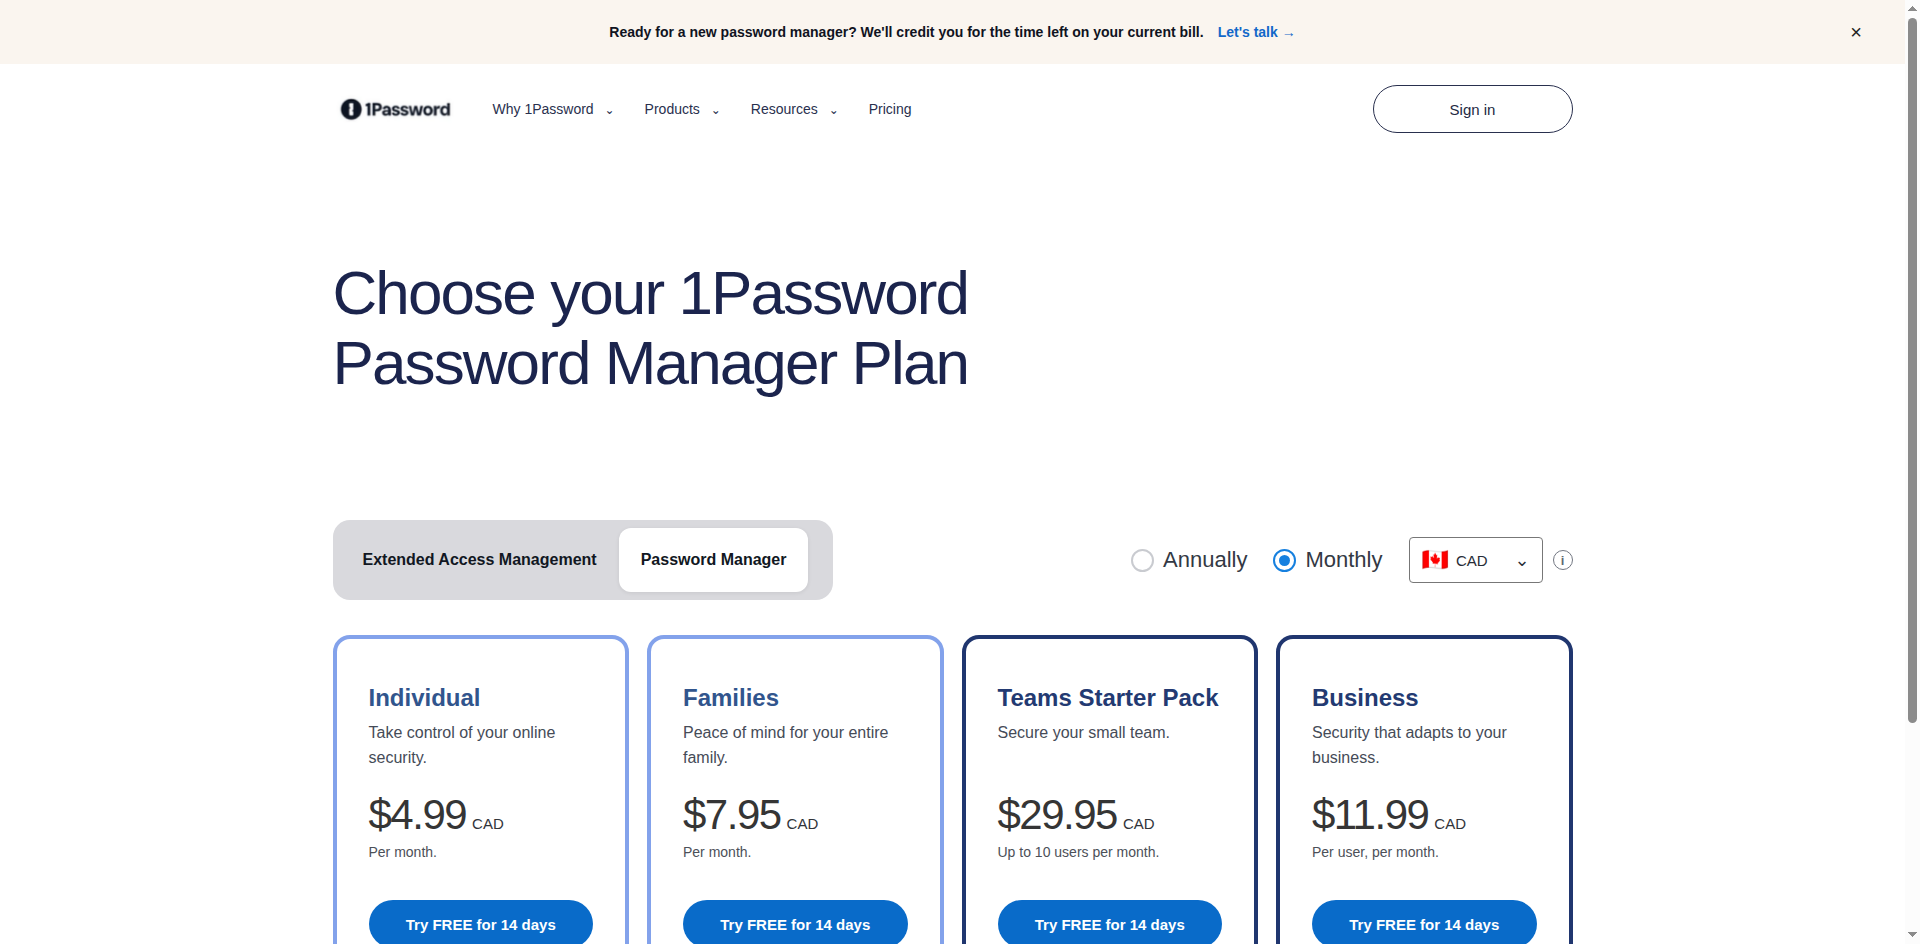 Ready for a new password manager? We'll credit you for the time left on your current bill. Let's talk →
1Password Why 1Password Products Resources Pricing Sign in
Choose your 1Password
Password Manager Plan
Extended Access Management Password Manager Annually Monthly CAD
Individual
Take control of your online
security.
$4.99 CAD
Per month.
Try FREE for 14 days
Families
Peace of mind for your entire
family.
$7.95 CAD
Per month.
Try FREE for 14 days
Teams Starter Pack
Secure your small team.
$29.95 CAD
Up to 10 users per month.
Try FREE for 14 days
Business
Security that adapts to your
business.
$11.99 CAD
Per user, per month.
Try FREE for 14 days